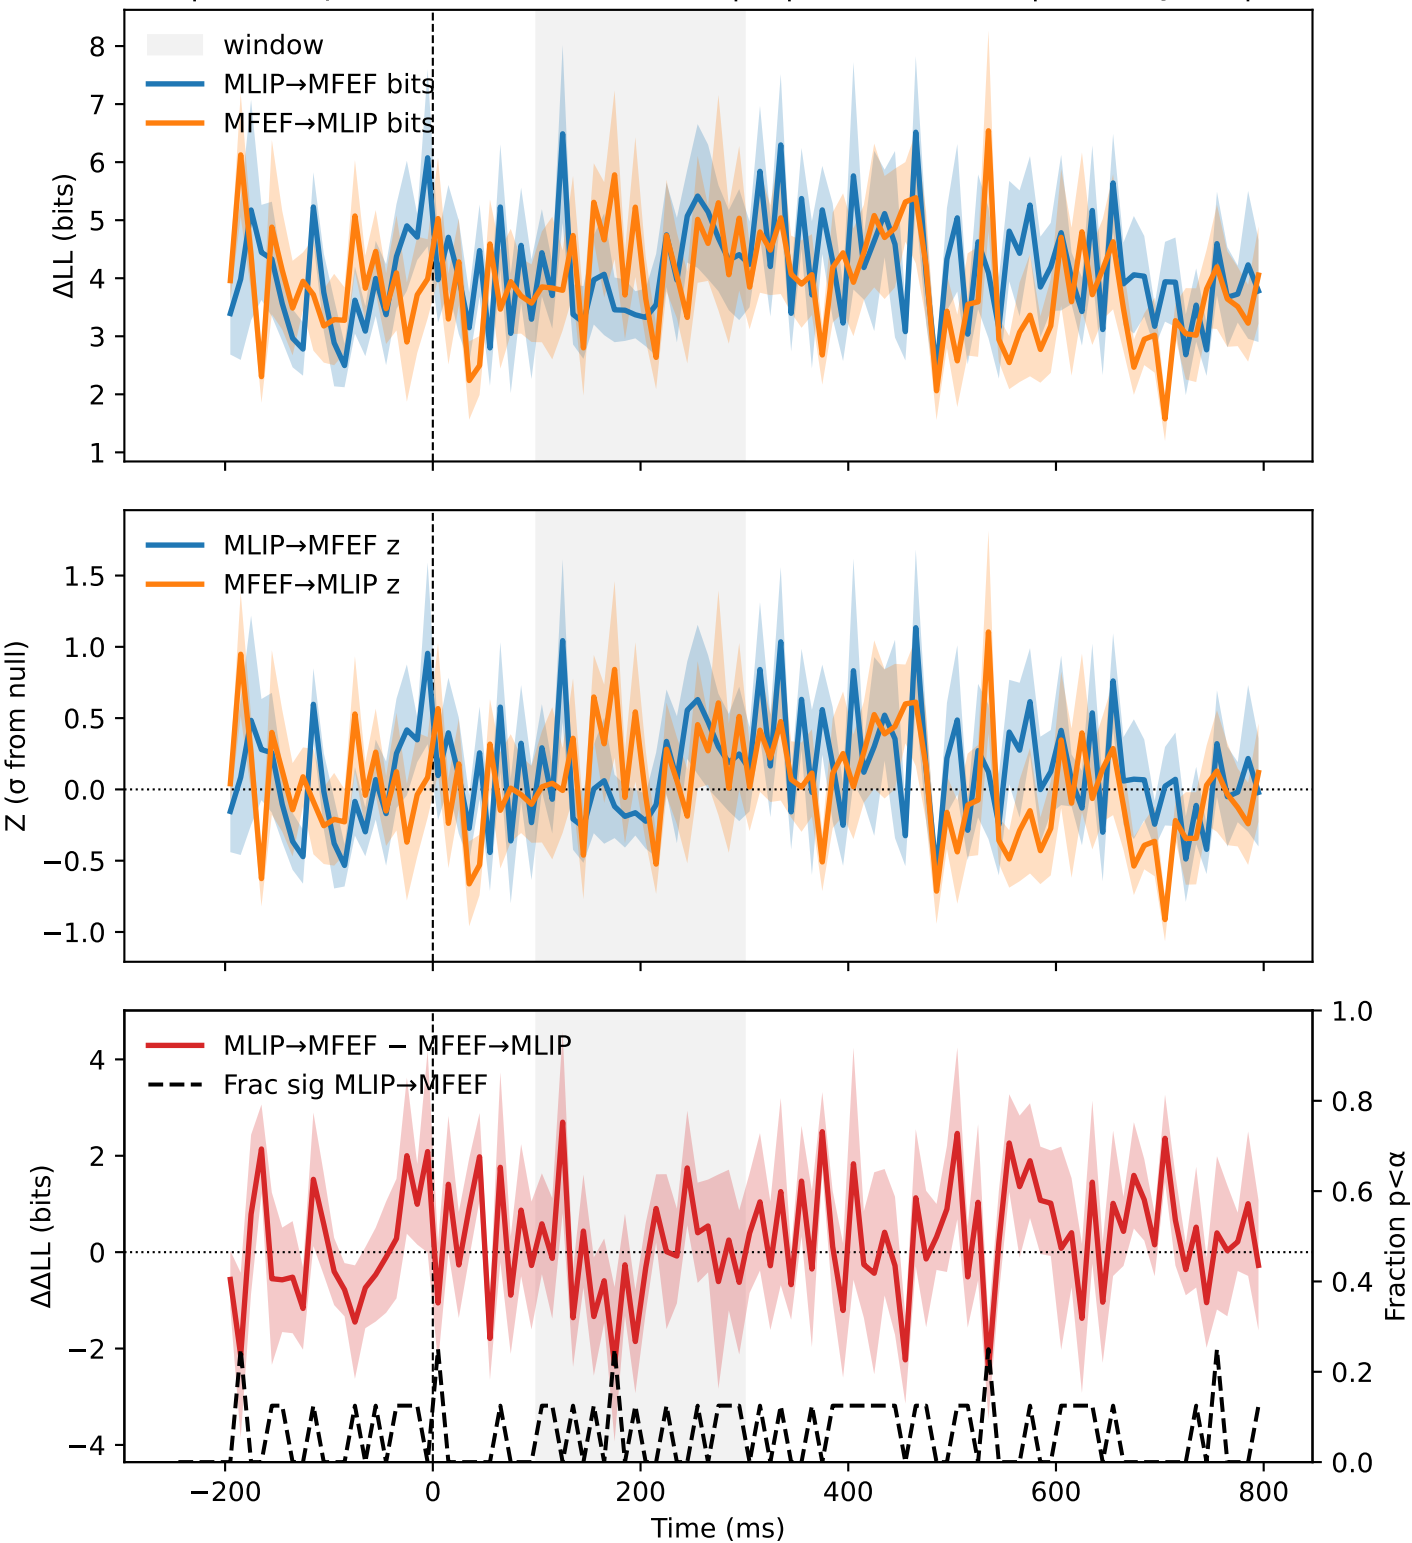 8
7
6
5
4
3
2
1
ΔLL (bits)
window
MLIP→MFEF bits
MFEF→MLIP bits
1.5
1.0
0.5
0.0
−0.5
−1.0
Z (σ from null)
MLIP→MFEF z
MFEF→MLIP z
4
2
0
−2
−4
ΔΔLL (bits)
MLIP→MFEF − MFEF→MLIP
Frac sig MLIP→MFEF
1.0
0.8
0.6
0.4
0.2
0.0
Fraction p<α
−200 0 200 400 600 800
Time (ms)